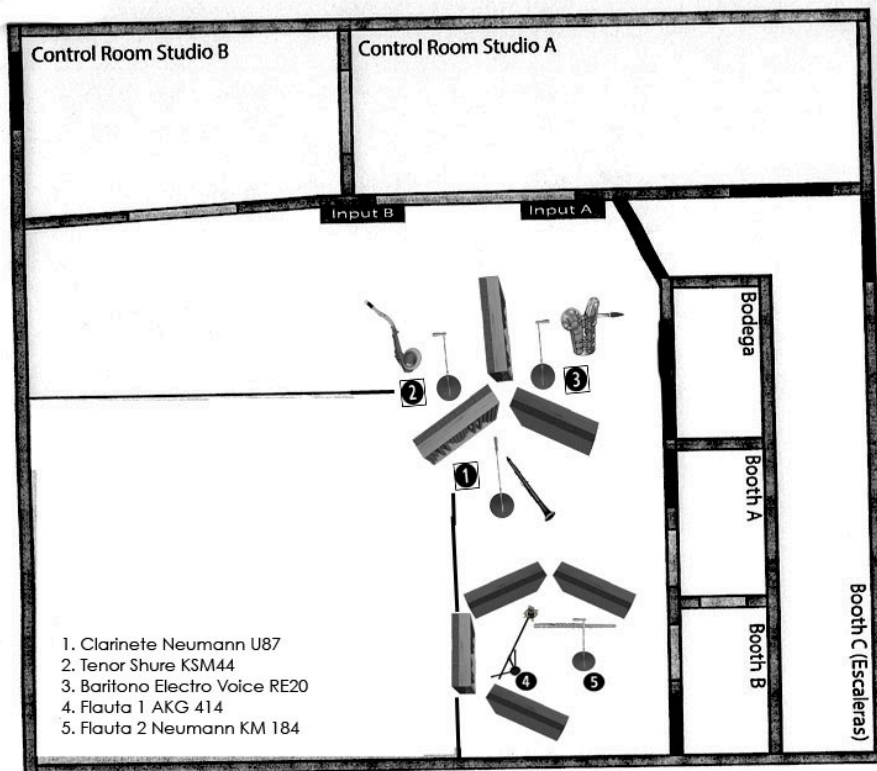 Control Room Studio B
Control Room Studio A
Input B
Input A
Bodega
2
3
1
Booth A
Booth C (Escaleras)
Booth B
4
5
1. Clarinete Neumann U87
2. Tenor Shure KSM44
3. Baritono Electro Voice RE20
4. Flauta 1 AKG 414
5. Flauta 2 Neumann KM 184